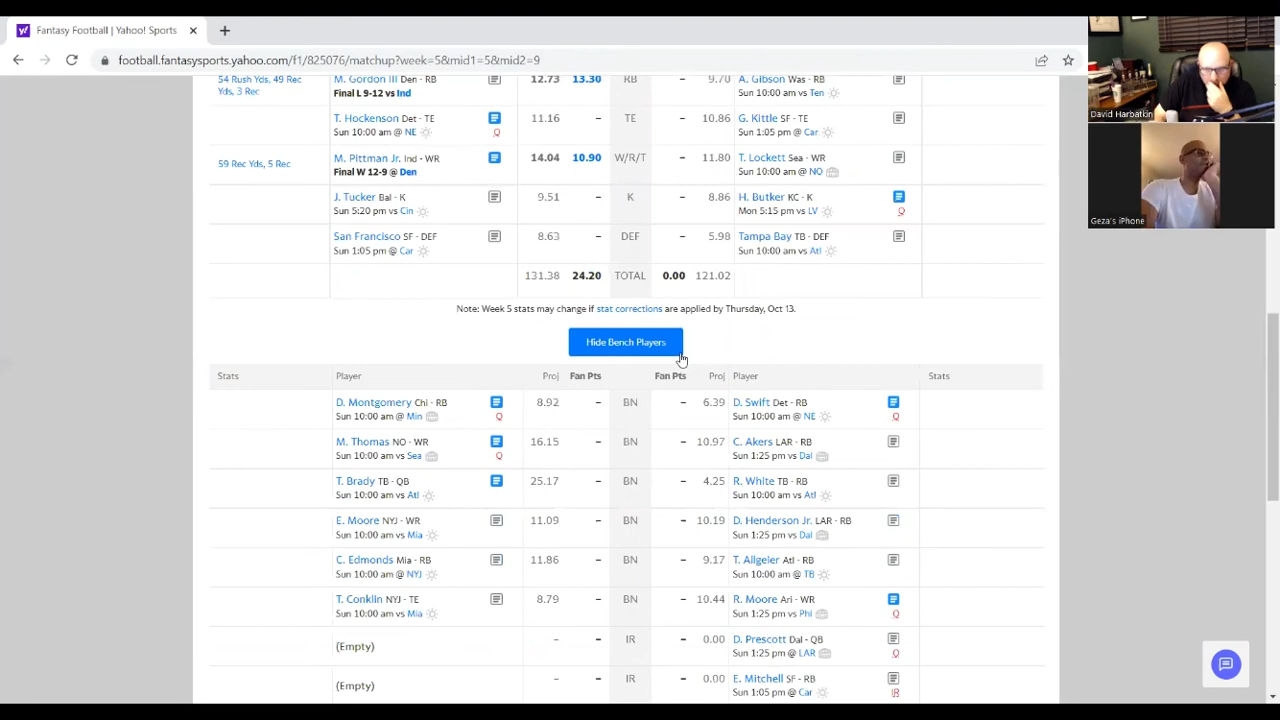 Fantasy Football | Yahoo! Sports
football.fantasysports.yahoo.com/f1/825076/matchup?week=5&mid1=5&mid2=9
David Harbatkin
Geza's iPhone
54 Rush Yds, 49 Rec Yds, 3 Rec M. Gordon III Den - RB 12.73 13.30 RB – 9.70 A. Gibson Was - RB
Final L 9-12 vs Ind Sun 10:00 am vs Ten
T. Hockenson Det - TE 11.16 – TE – 10.86 G. Kittle SF - TE
Sun 10:00 am @ NE Q Sun 1:05 pm @ Car
59 Rec Yds, 5 Rec M. Pittman Jr. Ind - WR 14.04 10.90 W/R/T – 11.80 T. Lockett Sea - WR
Final W 12-9 @ Den Sun 10:00 am @ NO
J. Tucker Bal - K 9.51 – K – 8.86 H. Butker KC - K
Sun 5:20 pm vs Cin Mon 5:15 pm vs LV Q
San Francisco SF - DEF 8.63 – DEF – 5.98 Tampa Bay TB - DEF
Sun 1:05 pm @ Car Sun 10:00 am vs Atl
131.38 24.20 TOTAL 0.00 121.02
Note: Week 5 stats may change if stat corrections are applied by Thursday, Oct 13.
Hide Bench Players
Stats Player Proj Fan Pts Fan Pts Proj Player Stats
D. Montgomery Chi - RB 8.92 – BN – 6.39 D. Swift Det - RB
Sun 10:00 am @ Min Q Sun 10:00 am @ NE Q
M. Thomas NO - WR 16.15 – BN – 10.97 C. Akers LAR - RB
Sun 10:00 am vs Sea Q Sun 1:25 pm vs Dal
T. Brady TB - QB 25.17 – BN – 4.25 R. White TB - RB
Sun 10:00 am vs Atl Sun 10:00 am vs Atl
E. Moore NYJ - WR 11.09 – BN – 10.19 D. Henderson Jr. LAR - RB
Sun 10:00 am vs Mia Sun 1:25 pm vs Dal
C. Edmonds Mia - RB 11.86 – BN – 9.17 T. Allgeier Atl - RB
Sun 10:00 am @ NYJ Sun 10:00 am @ TB
T. Conklin NYJ - TE 8.79 – BN – 10.44 R. Moore Ari - WR
Sun 10:00 am vs Mia Sun 1:25 pm vs Phi Q
(Empty) – – IR – 0.00 D. Prescott Dal - QB
Sun 1:25 pm @ LAR Q
(Empty) – – IR – 0.00 E. Mitchell SF - RB
Sun 1:05 pm @ Car IR